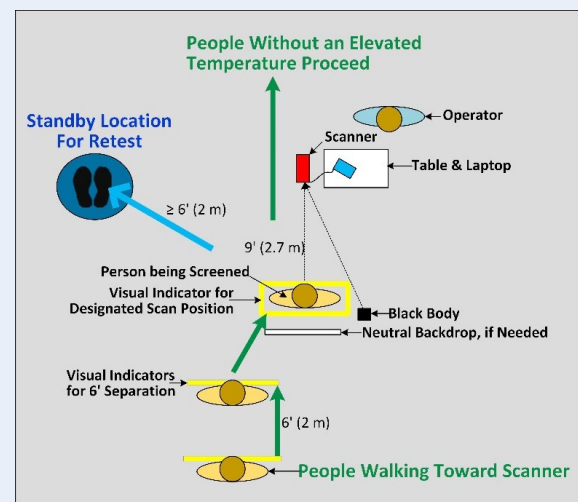 People Without an Elevated
Temperature Proceed
Standby Location
For Retest
Operator
Scanner
Table & Laptop
≥ 6' (2 m)
9' (2.7 m)
Person being Screened
Visual Indicator for
Designated Scan Position
Black Body
Neutral Backdrop, if Needed
Visual Indicators
for 6' Separation
6' (2 m)
People Walking Toward Scanner